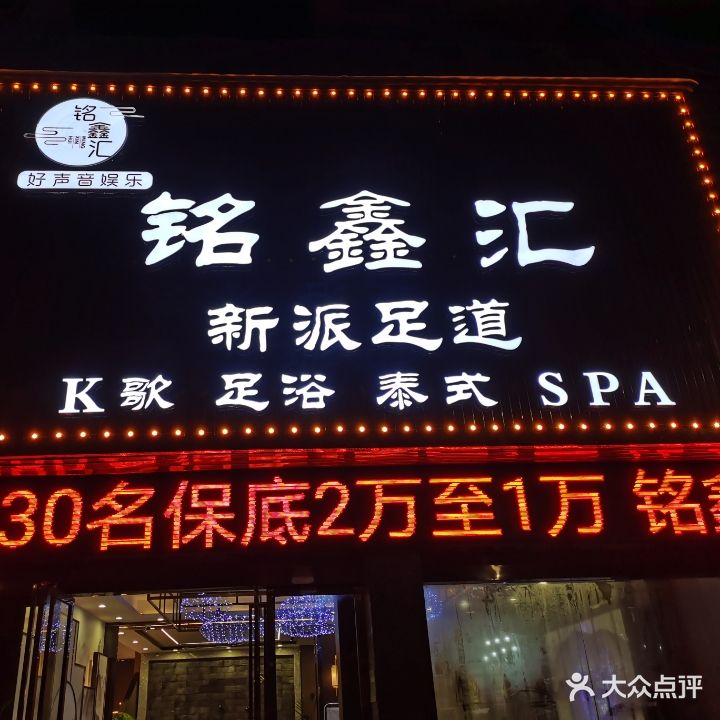 铭
鑫
汇
好声音娱乐
铭鑫汇
新派足道
K歌 足浴 泰式 SPA
30名保底2万至1万 铭鑫
大众点评